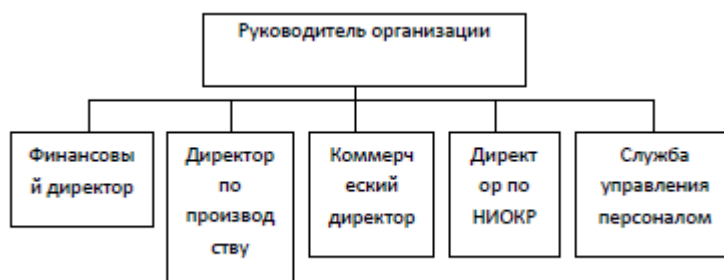 Руководитель организации
Финансовы
й директор
Директор
по
производ
ству
Коммерч
еский
директор
Директ
ор по
НИОКР
Служба
управления
персоналом